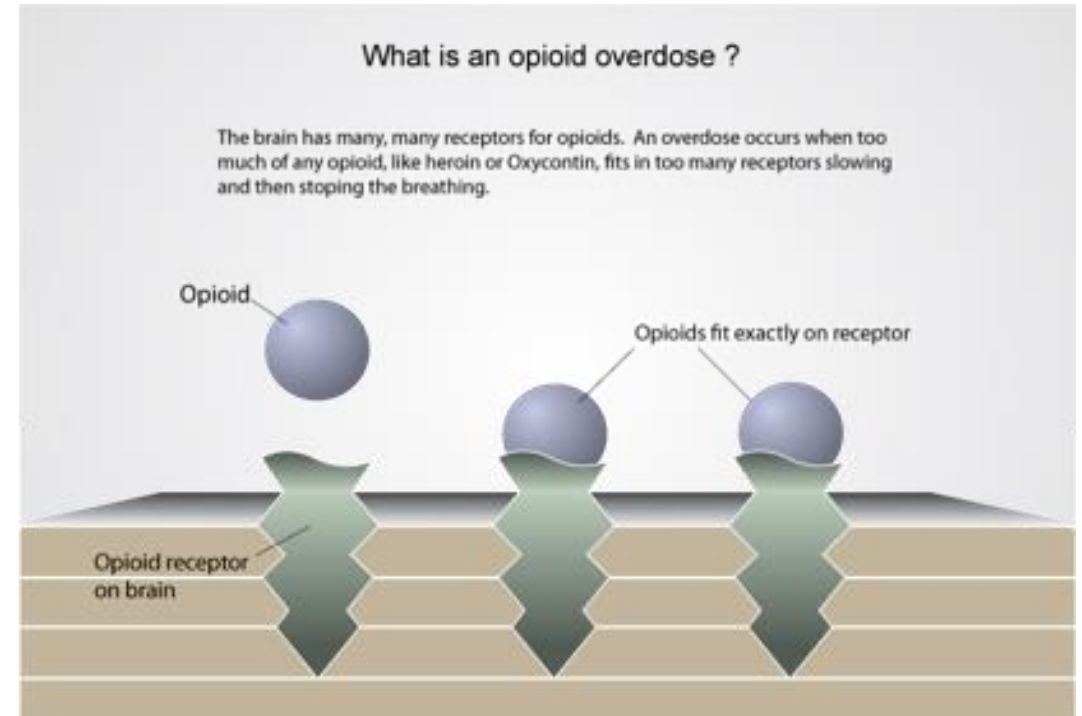 What is an opioid overdose ?
The brain has many, many receptors for opioids. An overdose occurs when too
much of any opioid, like heroin or Oxycontin, fits in too many receptors slowing
and then stoping the breathing.
Opioid
Opioids fit exactly on receptor
Opioid receptor
on brain